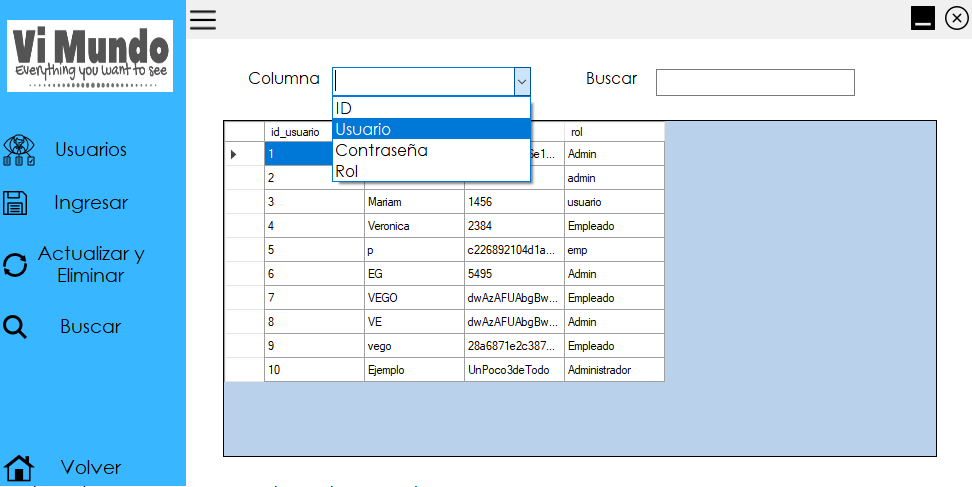 Vi Mundo
Everything you want to see
Usuarios
Ingresar
Actualizar y
Eliminar
Buscar
Volver
Columna
Buscar
ID
Usuario
Contraseña
Rol
id_usuario rol
1 6e1... Admin
2 admin
3 Mariam 1456 usuario
4 Veronica 2384 Empleado
5 p c226892104d1a... emp
6 EG 5495 Admin
7 VEGO dwAzAFUAbgBw... Empleado
8 VE dwAzAFUAbgBw... Admin
9 vego 28a6871e2c387... Empleado
10 Ejemplo UnPoco3deTodo Administrador